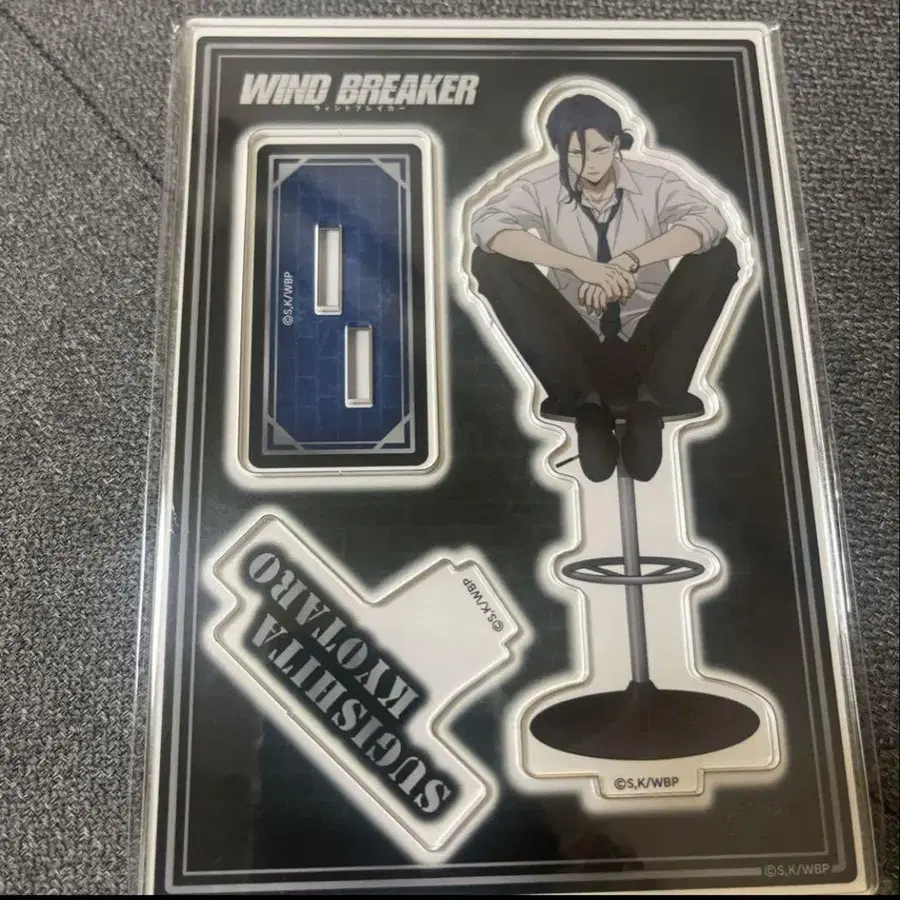 WIND BREAKER
ウィンドブレイカー
©S,K/WBP
SUGISHITA
KYOTARO
©S,K/WBP
©S,K/WBP
©S,K/WBP